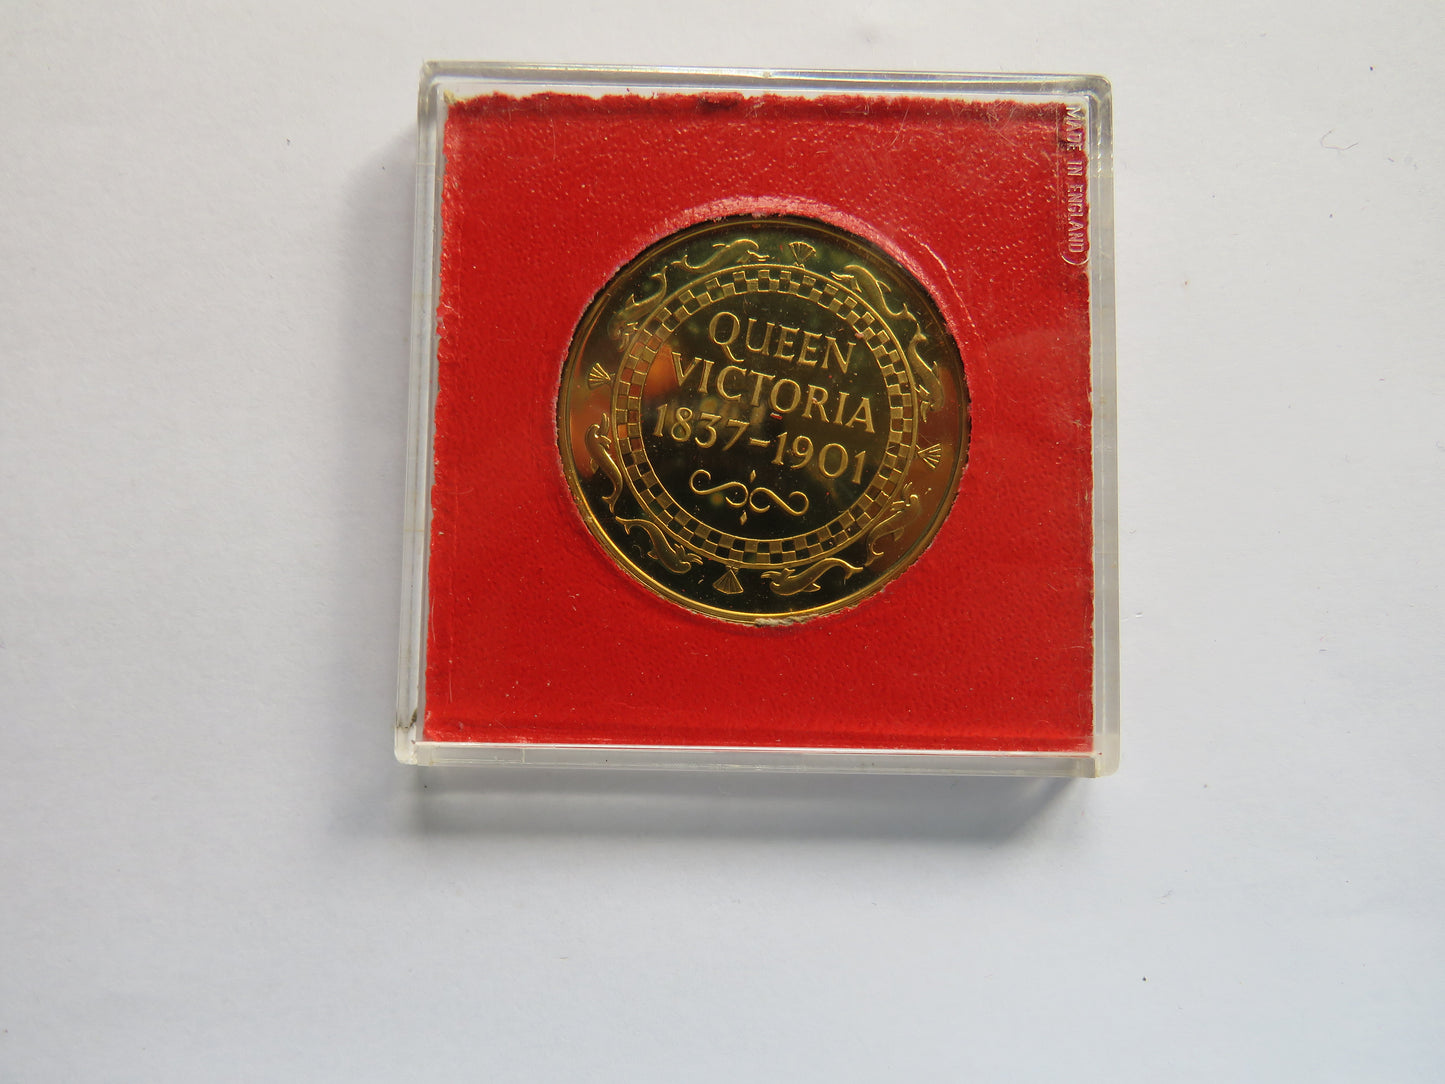 QUEEN
VICTORIA
1837-1901
MADE IN ENGLAND